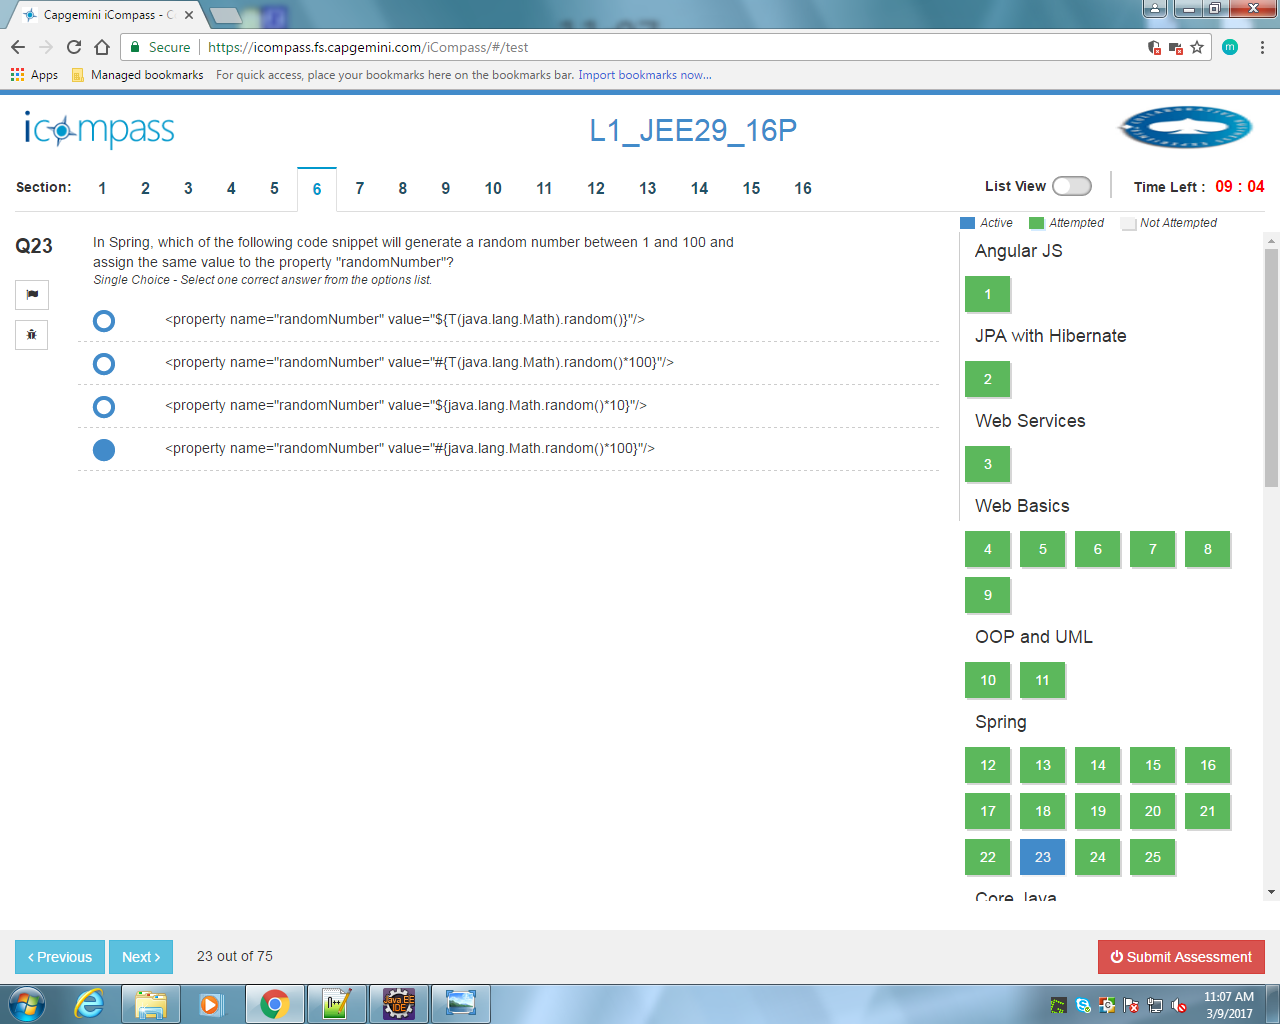 Capgemini iCompass - C
Secure https://icompass.fs.capgemini.com/iCompass/#/test
m
Apps Managed bookmarks For quick access, place your bookmarks here on the bookmarks bar. Import bookmarks now...
icompass
L1_JEE29_16P
Section: 1 2 3 4 5 6 7 8 9 10 11 12 13 14 15 16
List View Time Left : 09 : 04
Active Attempted Not Attempted
Q23
In Spring, which of the following code snippet will generate a random number between 1 and 100 and
assign the same value to the property "randomNumber"?
Single Choice - Select one correct answer from the options list.
<property name="randomNumber" value="${T(java.lang.Math).random()}"/>
<property name="randomNumber" value="#{T(java.lang.Math).random()*100}"/>
<property name="randomNumber" value="${java.lang.Math.random()*10}"/>
<property name="randomNumber" value="#{java.lang.Math.random()*100}"/>
Angular JS
1
JPA with Hibernate
2
Web Services
3
Web Basics
4 5 6 7 8
9
OOP and UML
10 11
Spring
12 13 14 15 16
17 18 19 20 21
22 23 24 25
Core Java
‹ Previous Next › 23 out of 75
Submit Assessment
Java EE
IDE
11:07 AM
3/9/2017